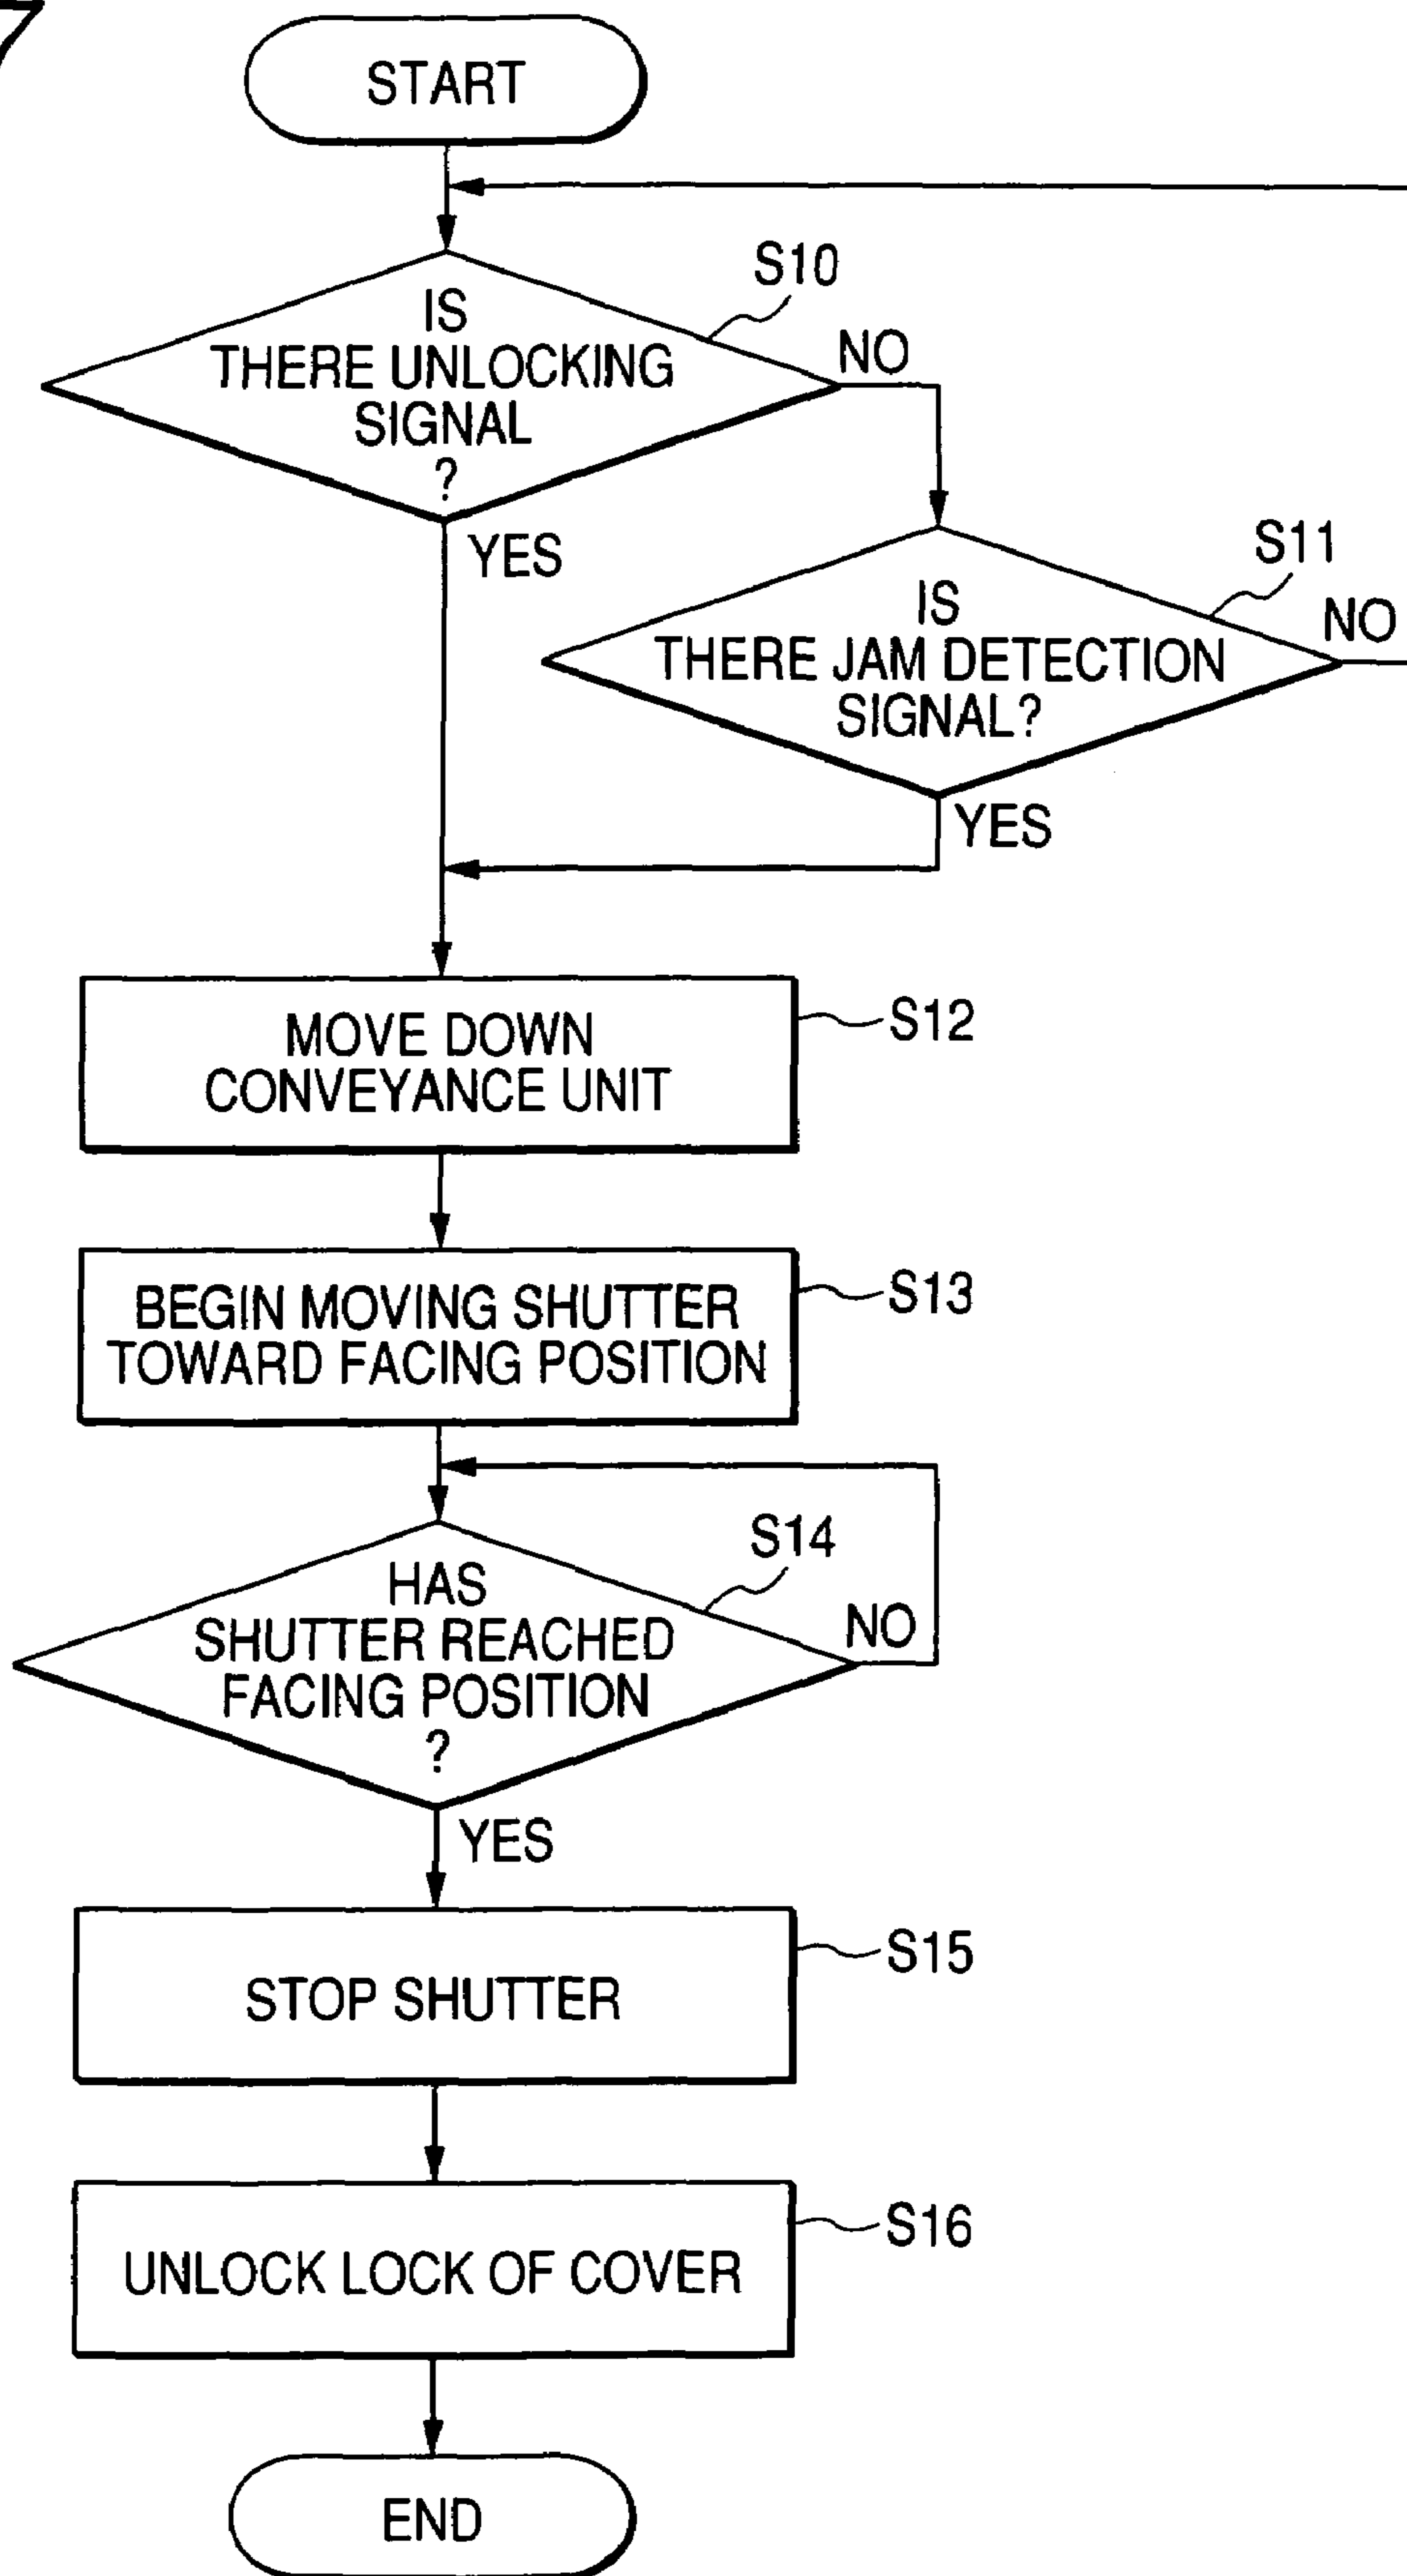 7
START
S10
IS
THERE UNLOCKING
SIGNAL
?
NO
YES
S11
IS
THERE JAM DETECTION
SIGNAL?
NO
YES
MOVE DOWN
CONVEYANCE UNIT
S12
BEGIN MOVING SHUTTER
TOWARD FACING POSITION
S13
S14
HAS
SHUTTER REACHED
FACING POSITION
?
NO
YES
STOP SHUTTER
S15
UNLOCK LOCK OF COVER
S16
END